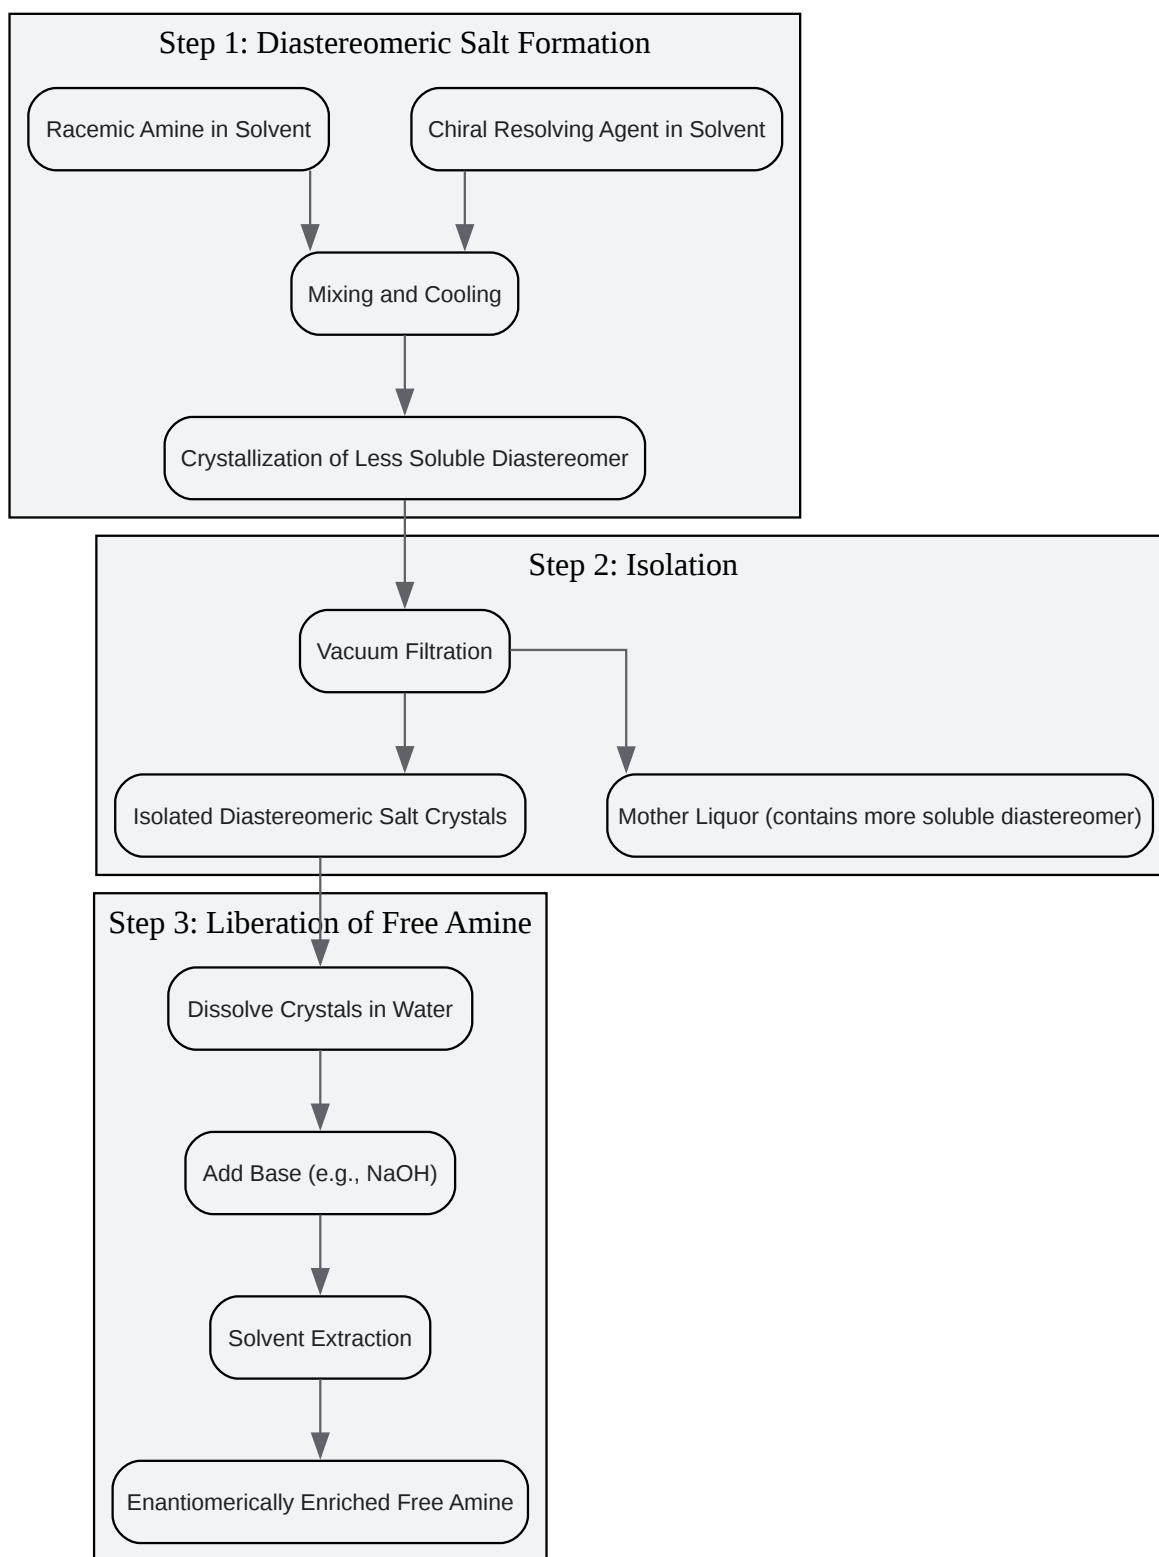 Step 1: Diastereomeric Salt Formation
Racemic Amine in Solvent
Chiral Resolving Agent in Solvent
Mixing and Cooling
Crystallization of Less Soluble Diastereomer
Step 2: Isolation
Vacuum Filtration
Isolated Diastereomeric Salt Crystals
Mother Liquor (contains more soluble diastereomer)
Step 3: Liberation of Free Amine
Dissolve Crystals in Water
Add Base (e.g., NaOH)
Solvent Extraction
Enantiomerically Enriched Free Amine